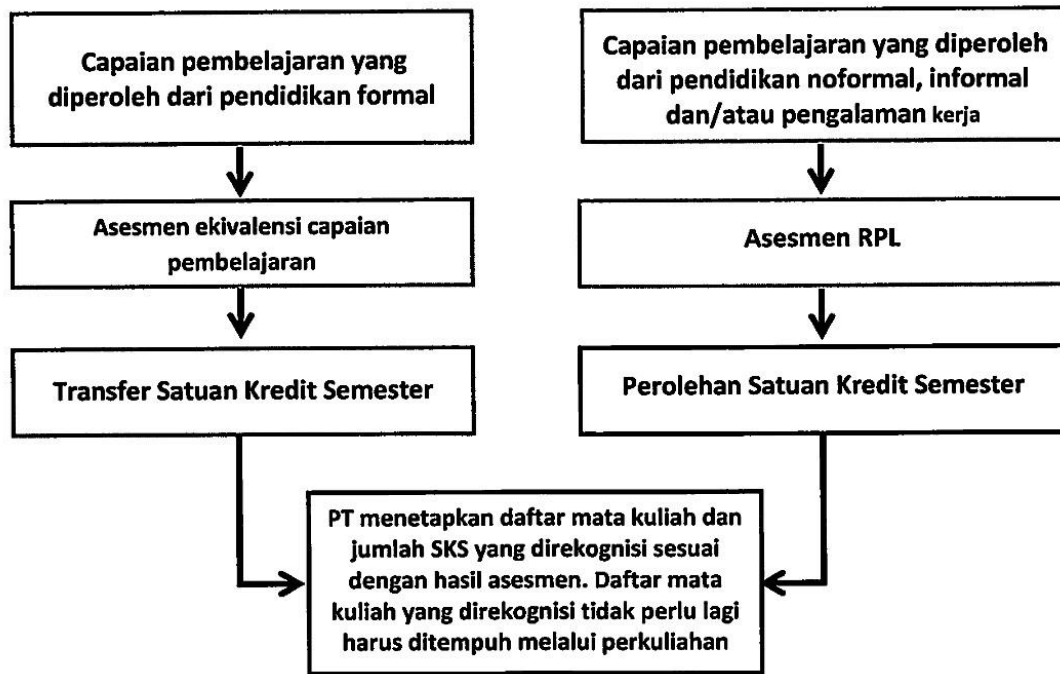 Capaian pembelajaran yang
diperoleh dari pendidikan formal
Asesmen ekivalensi capaian
pembelajaran
Transfer Satuan Kredit Semester
Capaian pembelajaran yang diperoleh
dari pendidikan noformal, informal
dan/atau pengalaman kerja
Asesmen RPL
Perolehan Satuan Kredit Semester
PT menetapkan daftar mata kuliah dan
jumlah SKS yang direkognisi sesuai
dengan hasil asesmen. Daftar mata
kuliah yang direkognisi tidak perlu lagi
harus ditempuh melalui perkuliahan